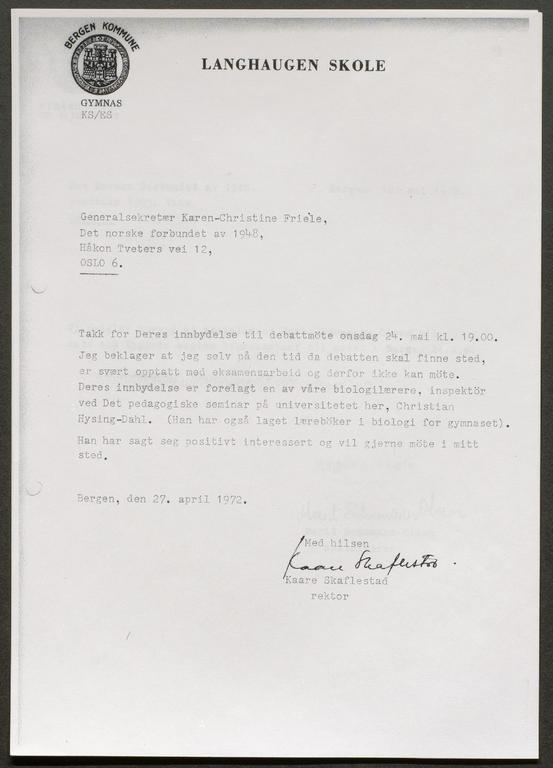 BERGEN KOMMUNE
LANGHAUGEN SKOLE
GYMNAS
KS/ES
Generalsekretær Karen-Christine Friele,
Det norske forbundet av 1948,
Håkon Tveters vei 12,
OSLO 6.
Takk for Deres innbydelse til debattmöte onsdag 24. mai kl. 19.00.
Jeg beklager at jeg selv på den tid da debatten skal finne sted,
er svært opptatt med eksamensarbeid og derfor ikke kan möte.
Deres innbydelse er forelagt en av våre biologilærere, inspektör
ved Det pedagogiske seminar på universitetet her, Christian
Hysing-Dahl. (Han har også laget læreböker i biologi for gymnaset).
Han har sagt seg positivt interessert og vil gjerne möte i mitt
sted.
Bergen, den 27. april 1972.
Med hilsen
Kaare Skaflestad
Kaare Skaflestad
rektor